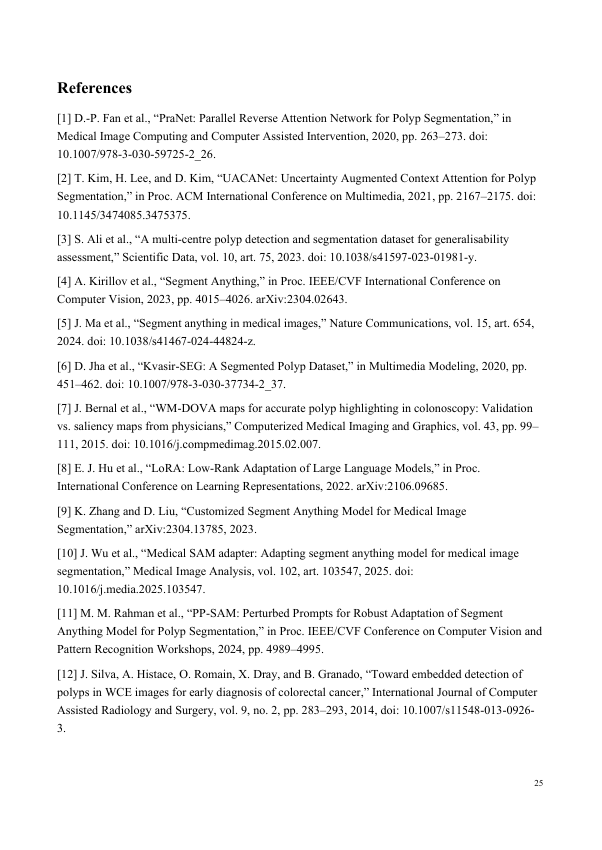 References
[1] D.-P. Fan et al., “PraNet: Parallel Reverse Attention Network for Polyp Segmentation,” in
Medical Image Computing and Computer Assisted Intervention, 2020, pp. 263–273. doi:
10.1007/978-3-030-59725-2_26.
[2] T. Kim, H. Lee, and D. Kim, “UACANet: Uncertainty Augmented Context Attention for Polyp
Segmentation,” in Proc. ACM International Conference on Multimedia, 2021, pp. 2167–2175. doi:
10.1145/3474085.3475375.
[3] S. Ali et al., “A multi-centre polyp detection and segmentation dataset for generalisability
assessment,” Scientific Data, vol. 10, art. 75, 2023. doi: 10.1038/s41597-023-01981-y.
[4] A. Kirillov et al., “Segment Anything,” in Proc. IEEE/CVF International Conference on
Computer Vision, 2023, pp. 4015–4026. arXiv:2304.02643.
[5] J. Ma et al., “Segment anything in medical images,” Nature Communications, vol. 15, art. 654,
2024. doi: 10.1038/s41467-024-44824-z.
[6] D. Jha et al., “Kvasir-SEG: A Segmented Polyp Dataset,” in Multimedia Modeling, 2020, pp.
451–462. doi: 10.1007/978-3-030-37734-2_37.
[7] J. Bernal et al., “WM-DOVA maps for accurate polyp highlighting in colonoscopy: Validation
vs. saliency maps from physicians,” Computerized Medical Imaging and Graphics, vol. 43, pp. 99–
111, 2015. doi: 10.1016/j.compmedimag.2015.02.007.
[8] E. J. Hu et al., “LoRA: Low-Rank Adaptation of Large Language Models,” in Proc.
International Conference on Learning Representations, 2022. arXiv:2106.09685.
[9] K. Zhang and D. Liu, “Customized Segment Anything Model for Medical Image
Segmentation,” arXiv:2304.13785, 2023.
[10] J. Wu et al., “Medical SAM adapter: Adapting segment anything model for medical image
segmentation,” Medical Image Analysis, vol. 102, art. 103547, 2025. doi:
10.1016/j.media.2025.103547.
[11] M. M. Rahman et al., “PP-SAM: Perturbed Prompts for Robust Adaptation of Segment
Anything Model for Polyp Segmentation,” in Proc. IEEE/CVF Conference on Computer Vision and
Pattern Recognition Workshops, 2024, pp. 4989–4995.
[12] J. Silva, A. Histace, O. Romain, X. Dray, and B. Granado, “Toward embedded detection of
polyps in WCE images for early diagnosis of colorectal cancer,” International Journal of Computer
Assisted Radiology and Surgery, vol. 9, no. 2, pp. 283–293, 2014, doi: 10.1007/s11548-013-0926-
3.
25